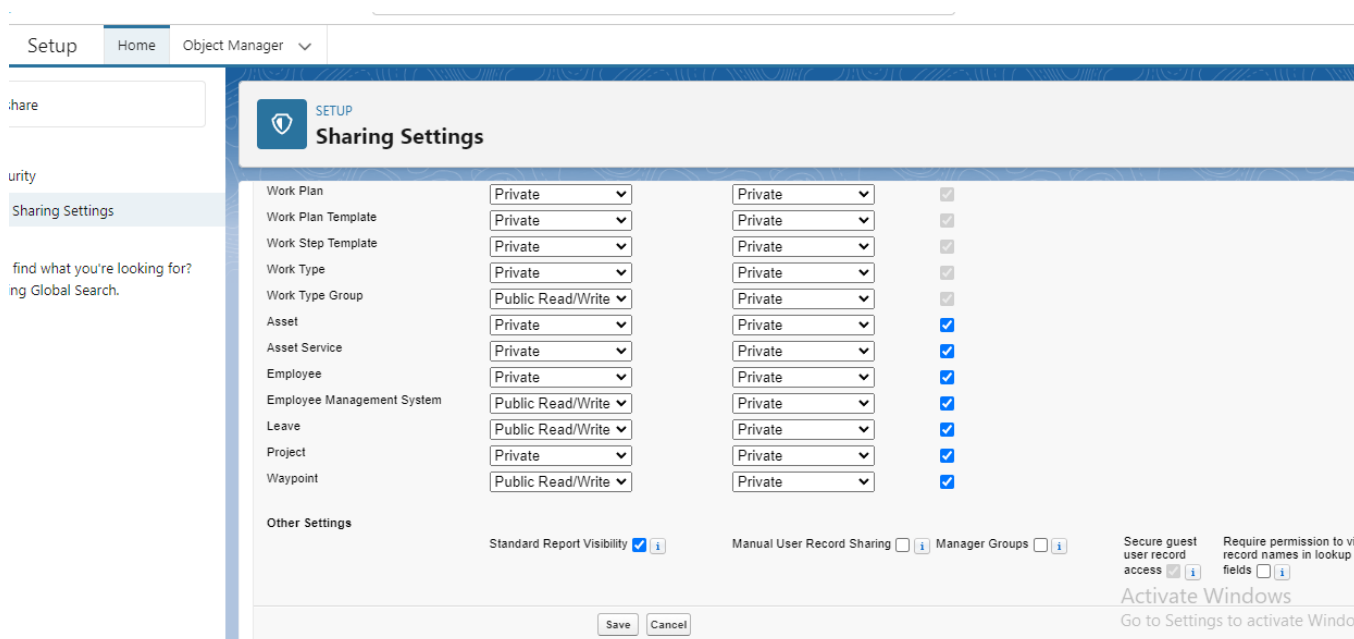 Setup Home Object Manager
share
SETUP
Sharing Settings
urity
Sharing Settings
find what you're looking for?
ing Global Search.
Work Plan Private Private
Work Plan Template Private Private
Work Step Template Private Private
Work Type Private Private
Work Type Group Public Read/Write Private
Asset Private Private
Asset Service Private Private
Employee Private Private
Employee Management System Public Read/Write Private
Leave Public Read/Write Private
Project Private Private
Waypoint Public Read/Write Private
Other Settings
Standard Report Visibility i Manual User Record Sharing i Manager Groups i
Secure guest
user record
access i
Require permission to vi
record names in lookup
fields i
Activate Windows
Go to Settings to activate Windo
Save Cancel